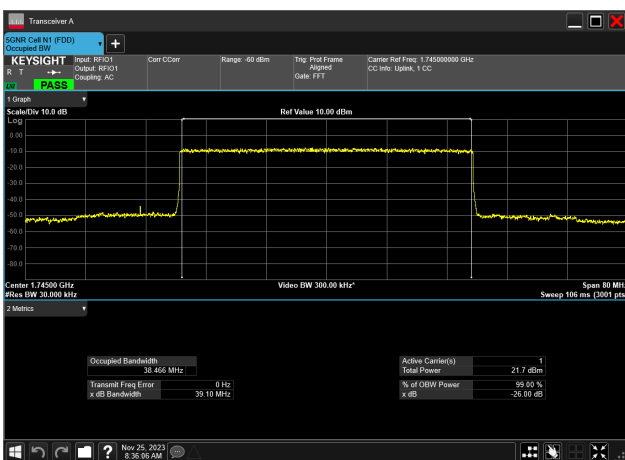 Transceiver A
5GNR Cell N1 (FDD)
Occupied BW
KEYSIGHT
R T
LXI
PASS
Input: RFIO1
Output: RFIO1
Coupling: AC
Corr CCorr
Range: -60 dBm
Trig: Prot Frame
Aligned
Gate: FFT
Carrier Ref Freq: 1.745000000 GHz
CC Info: Uplink, 1 CC
1 Graph
Scale/Div 10.0 dB
Ref Value 10.00 dBm
Log
0.00
-10.0
-20.0
-30.0
-40.0
-50.0
-60.0
-70.0
-80.0
Center 1.74500 GHz
Video BW 300.00 kHz*
Span 80 MH
#Res BW 30.000 kHz
Sweep 106 ms (3001 pts
2 Metrics
Occupied Bandwidth
38.466 MHz
Transmit Freq Error 0 Hz
x dB Bandwidth 39.10 MHz
Active Carrier(s) 1
Total Power 21.7 dBm
% of OBW Power 99.00 %
x dB -26.00 dB
Nov 25, 2023
8:36:06 AM